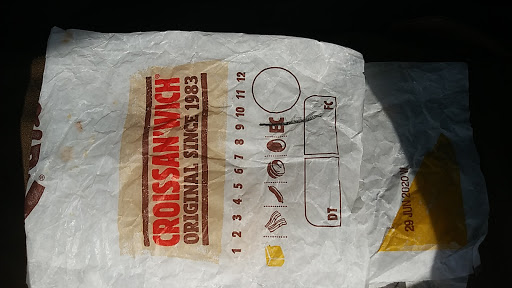 CROISSAN'WICH
ORIGINAL SINCE 1983
1 2 3 4 5 6 7 8 9 10 11 12
EC
DT
FC
29 JUN 2020